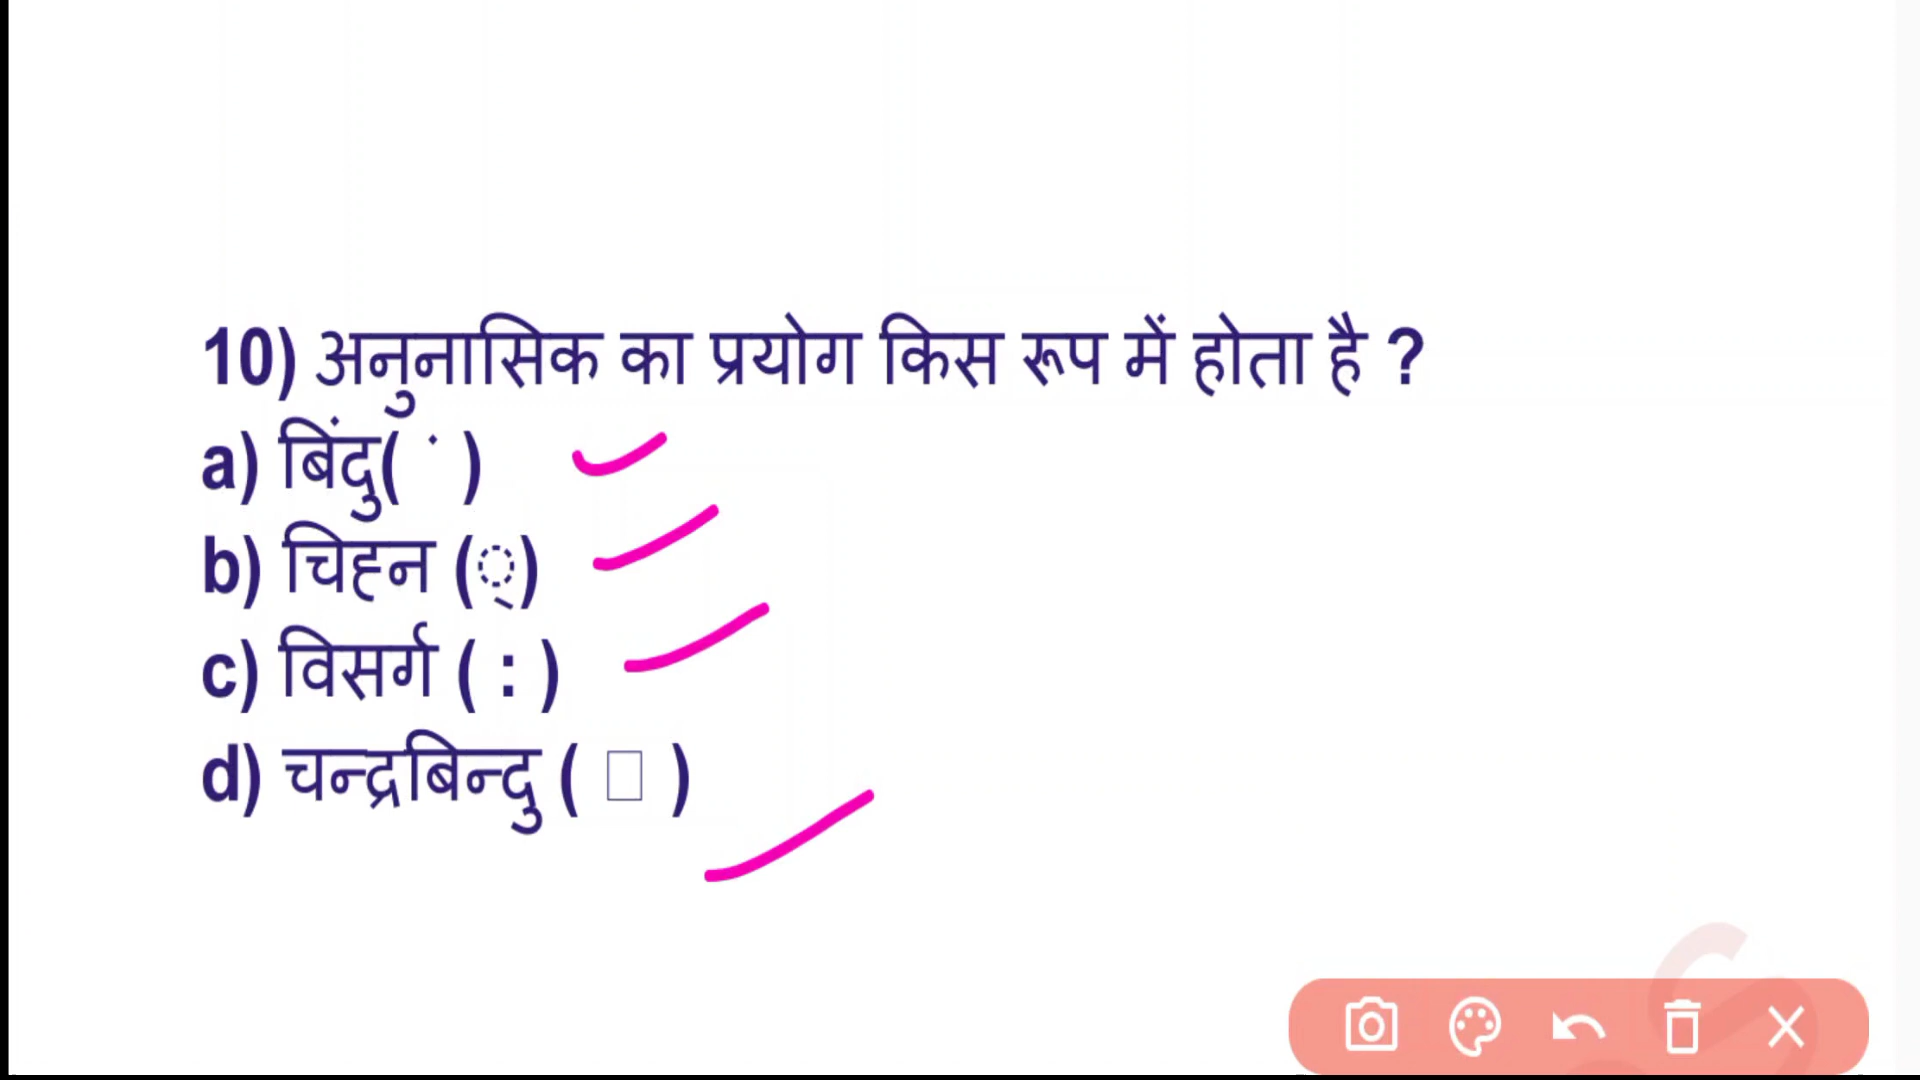 10) अनुनासिक का प्रयोग किस रूप में होता है ?
a) बिंदु( ं )
b) चिह्न (्)
c) विसर्ग ( : )
d) चन्द्रबिन्दु ( □ )